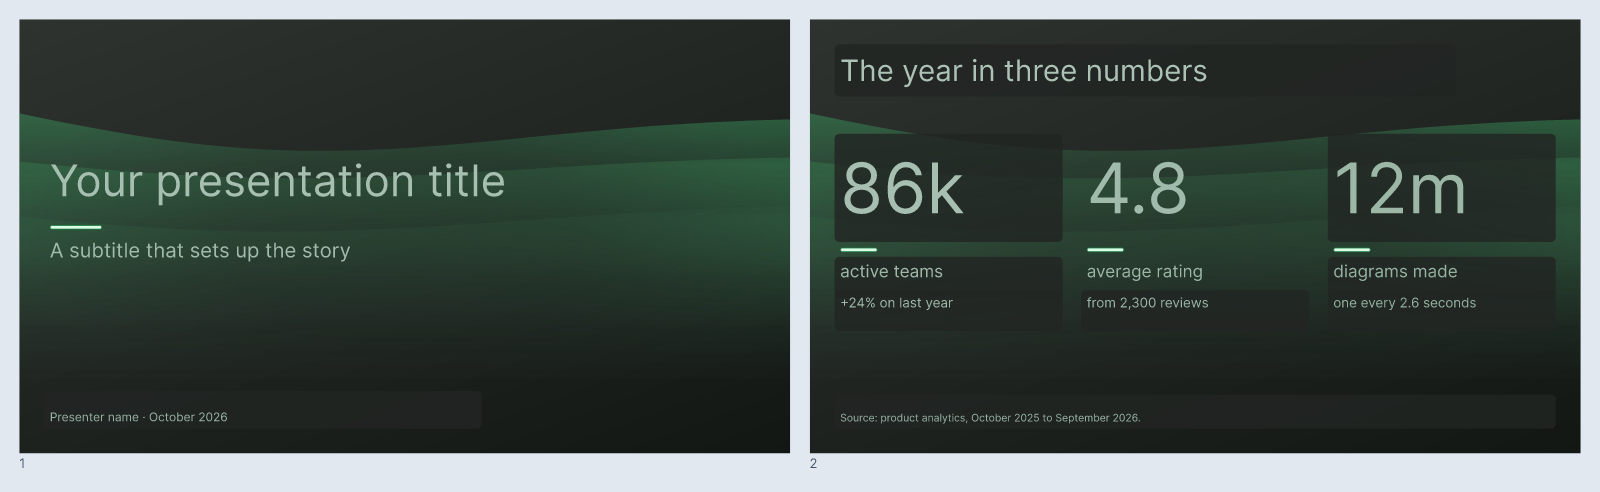 Your presentation title
A subtitle that sets up the story
Presenter name · October 2026
1
The year in three numbers
86k
active teams
+24% on last year
4.8
average rating
from 2,300 reviews
12m
diagrams made
one every 2.6 seconds
Source: product analytics, October 2025 to September 2026.
2